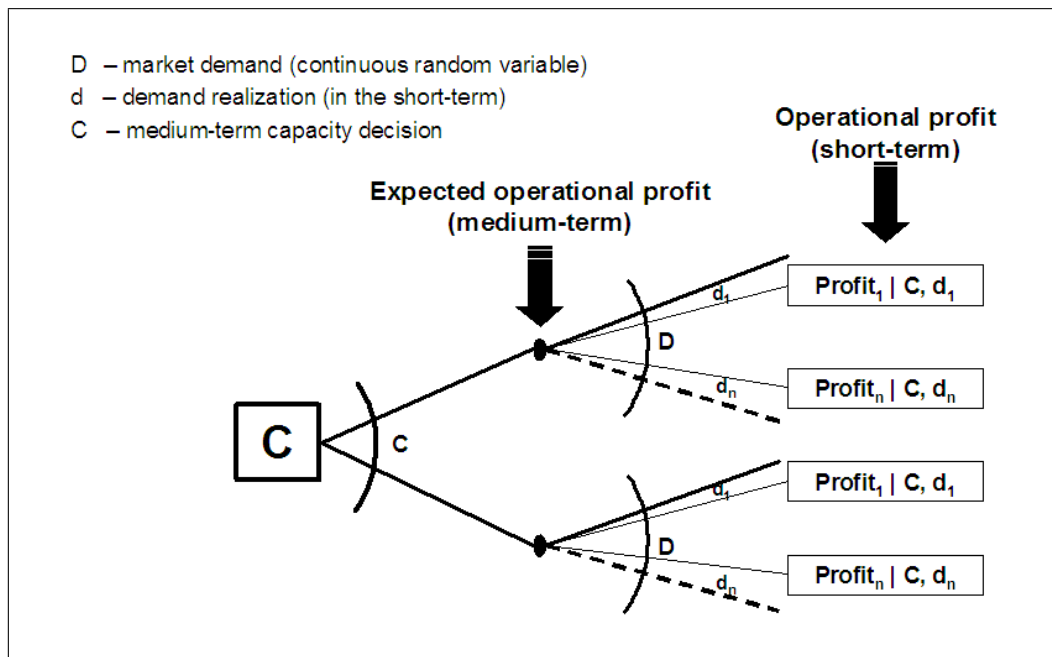 D – market demand (continuous random variable)
d – demand realization (in the short-term)
C – medium-term capacity decision
Operational profit
(short-term)
Expected operational profit
(medium-term)
d₁
Profit₁ | C, d₁
D
dₙ
Profitₙ | C, dₙ
C
C
d₁
Profit₁ | C, d₁
D
dₙ
Profitₙ | C, dₙ